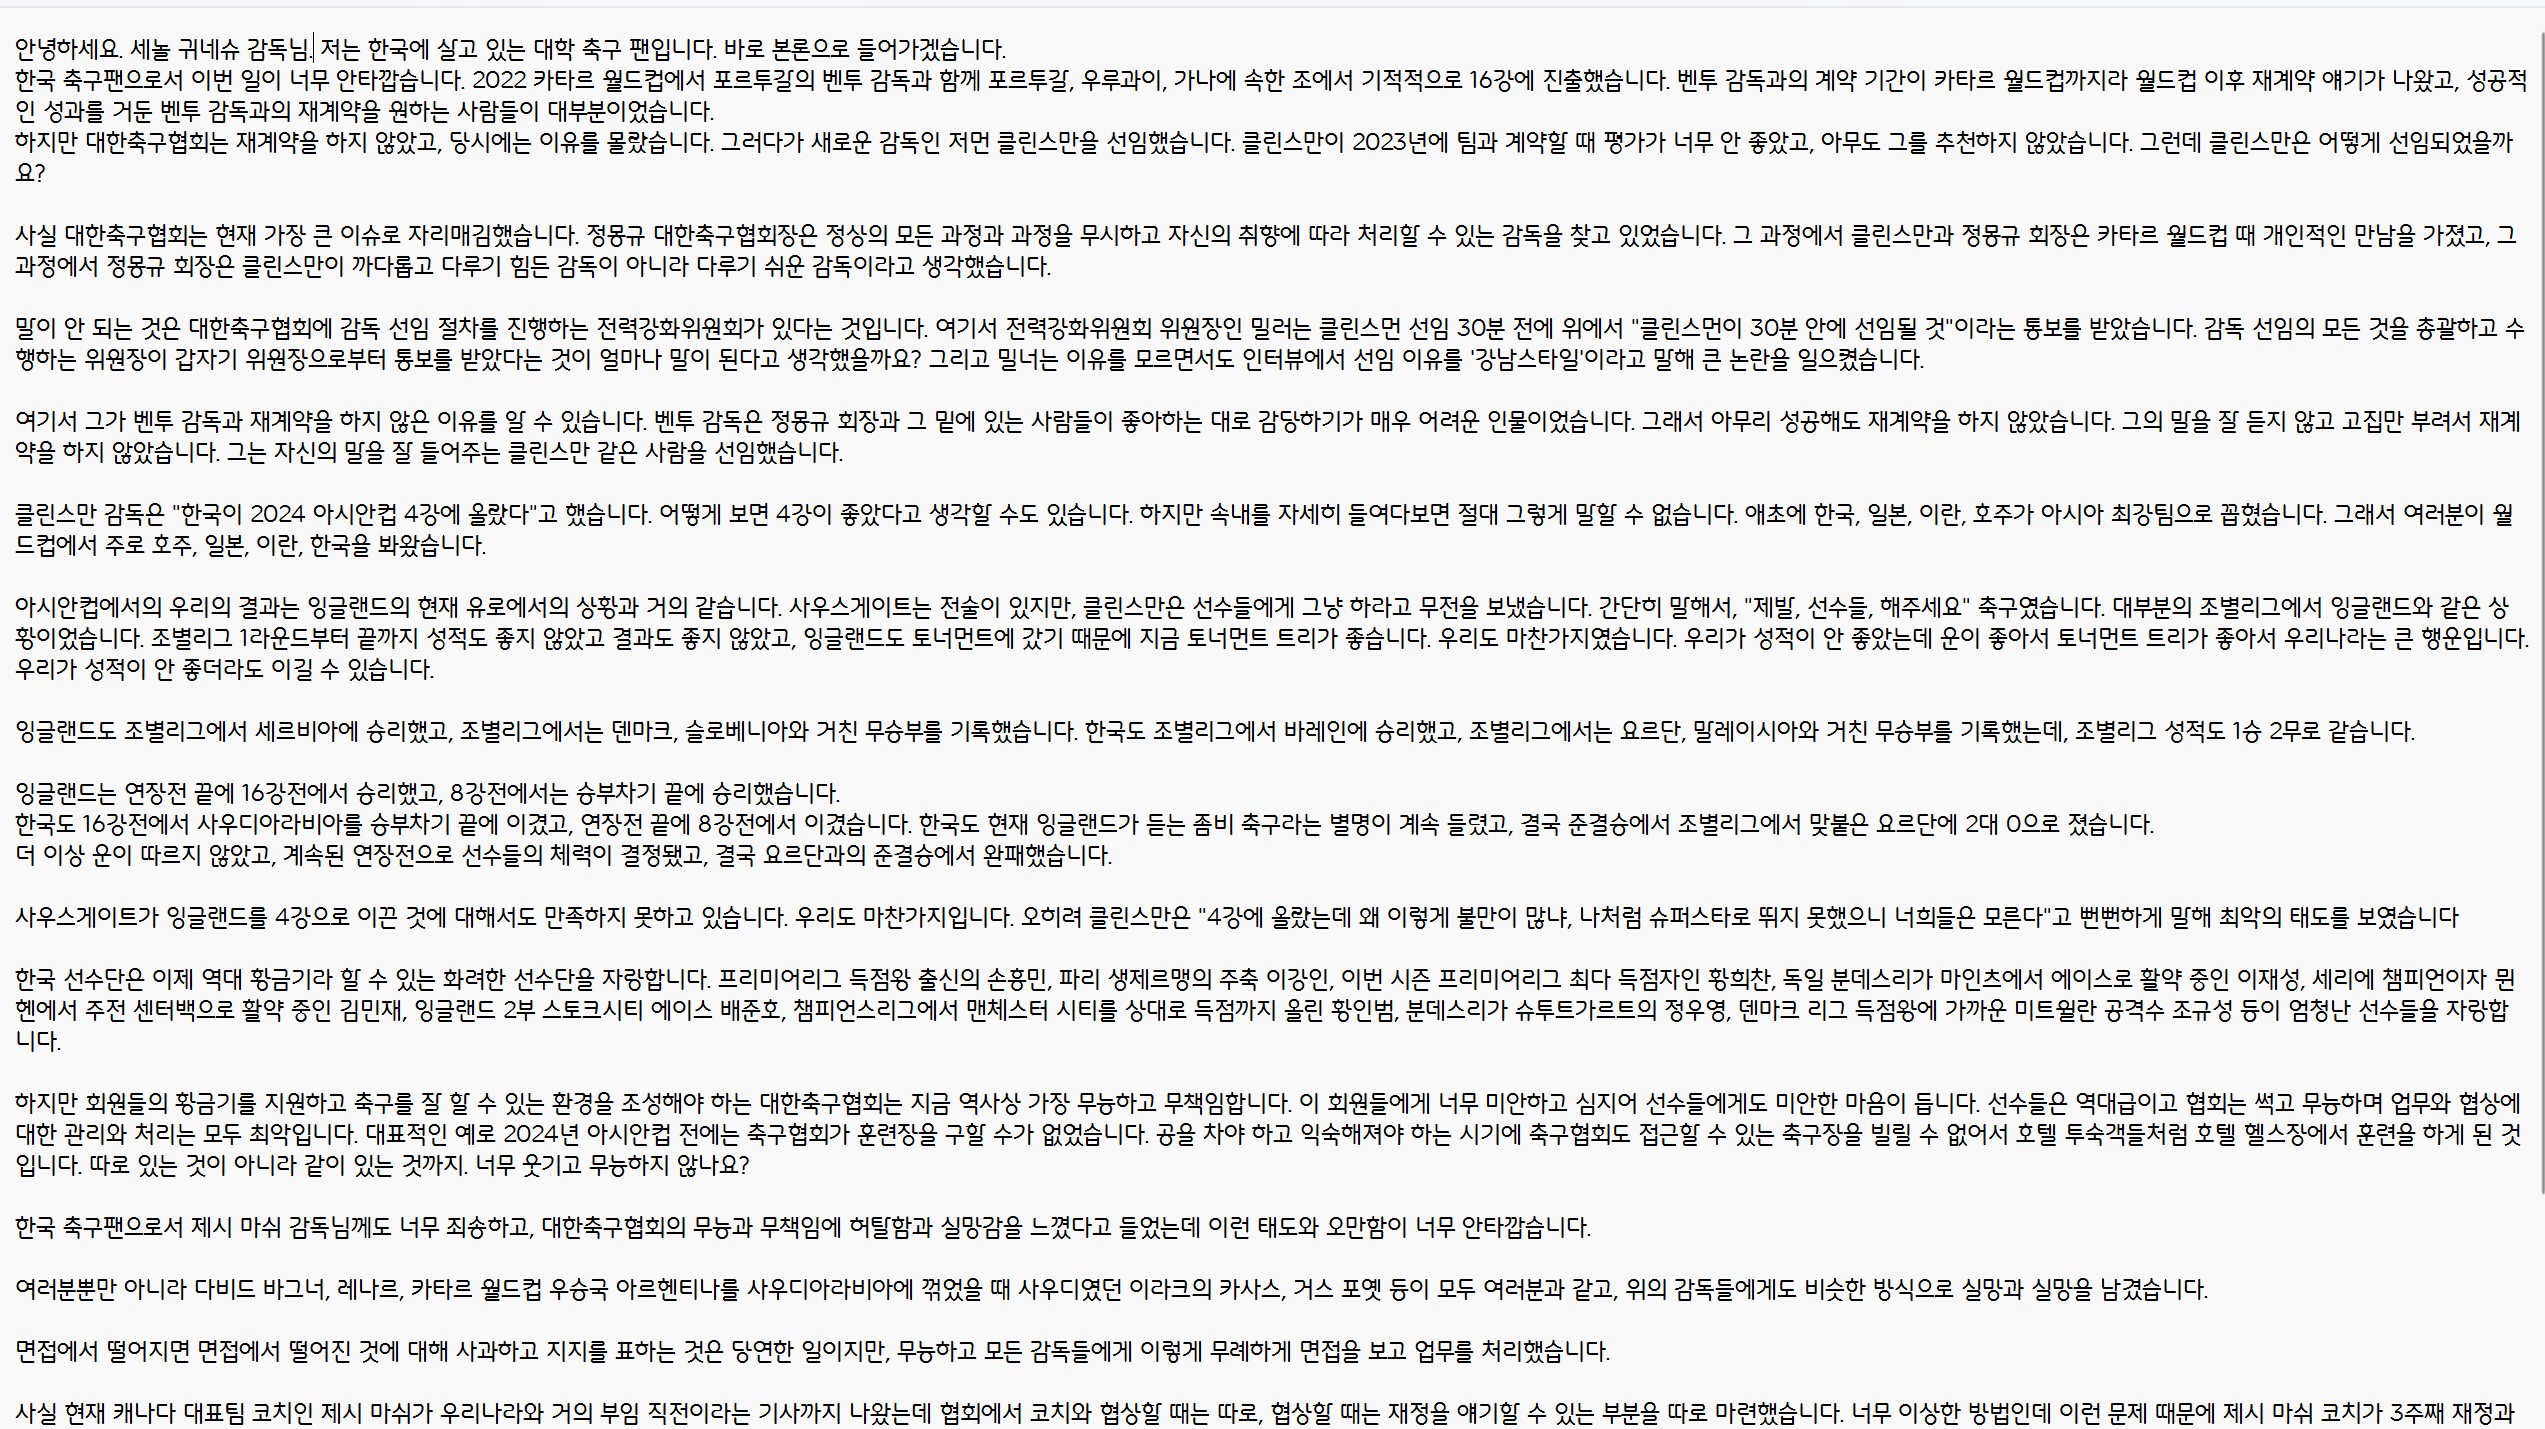 안녕하세요. 세놀 귀네슈 감독님. 저는 한국에 살고 있는 대학 축구 팬입니다. 바로 본론으로 들어가겠습니다.
한국 축구팬으로서 이번 일이 너무 안타깝습니다. 2022 카타르 월드컵에서 포르투갈의 벤투 감독과 함께 포르투갈, 우루과이, 가나에 속한 조에서 기적적으로 16강에 진출했습니다. 벤투 감독과의 계약 기간이 카타르 월드컵까지라 월드컵 이후 재계약 얘기가 나왔고, 성공적
인 성과를 거둔 벤투 감독과의 재계약을 원하는 사람들이 대부분이었습니다.
하지만 대한축구협회는 재계약을 하지 않았고, 당시에는 이유를 몰랐습니다. 그러다가 새로운 감독인 저먼 클린스만을 선임했습니다. 클린스만이 2023년에 팀과 계약할 때 평가가 너무 안 좋았고, 아무도 그를 추천하지 않았습니다. 그런데 클린스만은 어떻게 선임되었을까
요?
사실 대한축구협회는 현재 가장 큰 이슈로 자리매김했습니다. 정몽규 대한축구협회장은 정상의 모든 과정과 과정을 무시하고 자신의 취향에 따라 처리할 수 있는 감독을 찾고 있었습니다. 그 과정에서 클린스만과 정몽규 회장은 카타르 월드컵 때 개인적인 만남을 가졌고, 그
과정에서 정몽규 회장은 클린스만이 까다롭고 다루기 힘든 감독이 아니라 다루기 쉬운 감독이라고 생각했습니다.
말이 안 되는 것은 대한축구협회에 감독 선임 절차를 진행하는 전력강화위원회가 있다는 것입니다. 여기서 전력강화위원회 위원장인 밀러는 클린스먼 선임 30분 전에 위에서 "클린스먼이 30분 안에 선임될 것"이라는 통보를 받았습니다. 감독 선임의 모든 것을 총괄하고 수
행하는 위원장이 갑자기 위원장으로부터 통보를 받았다는 것이 얼마나 말이 된다고 생각했을까요? 그리고 밀너는 이유를 모르면서도 인터뷰에서 선임 이유를 '강남스타일'이라고 말해 큰 논란을 일으켰습니다.
여기서 그가 벤투 감독과 재계약을 하지 않은 이유를 알 수 있습니다. 벤투 감독은 정몽규 회장과 그 밑에 있는 사람들이 좋아하는 대로 감당하기가 매우 어려운 인물이었습니다. 그래서 아무리 성공해도 재계약을 하지 않았습니다. 그의 말을 잘 듣지 않고 고집만 부려서 재계
약을 하지 않았습니다. 그는 자신의 말을 잘 들어주는 클린스만 같은 사람을 선임했습니다.
클린스만 감독은 "한국이 2024 아시안컵 4강에 올랐다"고 했습니다. 어떻게 보면 4강이 좋았다고 생각할 수도 있습니다. 하지만 속내를 자세히 들여다보면 절대 그렇게 말할 수 없습니다. 애초에 한국, 일본, 이란, 호주가 아시아 최강팀으로 꼽혔습니다. 그래서 여러분이 월
드컵에서 주로 호주, 일본, 이란, 한국을 봐왔습니다.
아시안컵에서의 우리의 결과는 잉글랜드의 현재 유로에서의 상황과 거의 같습니다. 사우스게이트는 전술이 있지만, 클린스만은 선수들에게 그냥 하라고 무전을 보냈습니다. 간단히 말해서, "제발, 선수들, 해주세요" 축구였습니다. 대부분의 조별리그에서 잉글랜드와 같은 상
황이었습니다. 조별리그 1라운드부터 끝까지 성적도 좋지 않았고 결과도 좋지 않았고, 잉글랜드도 토너먼트에 갔기 때문에 지금 토너먼트 트리가 좋습니다. 우리도 마찬가지였습니다. 우리가 성적이 안 좋았는데 운이 좋아서 토너먼트 트리가 좋아서 우리나라는 큰 행운입니다.
우리가 성적이 안 좋더라도 이길 수 있습니다.
잉글랜드도 조별리그에서 세르비아에 승리했고, 조별리그에서는 덴마크, 슬로베니아와 거친 무승부를 기록했습니다. 한국도 조별리그에서 바레인에 승리했고, 조별리그에서는 요르단, 말레이시아와 거친 무승부를 기록했는데, 조별리그 성적도 1승 2무로 같습니다.
잉글랜드는 연장전 끝에 16강전에서 승리했고, 8강전에서는 승부차기 끝에 승리했습니다.
한국도 16강전에서 사우디아라비아를 승부차기 끝에 이겼고, 연장전 끝에 8강전에서 이겼습니다. 한국도 현재 잉글랜드가 듣는 좀비 축구라는 별명이 계속 들렸고, 결국 준결승에서 조별리그에서 맞붙은 요르단에 2대 0으로 졌습니다.
더 이상 운이 따르지 않았고, 계속된 연장전으로 선수들의 체력이 결정됐고, 결국 요르단과의 준결승에서 완패했습니다.
사우스게이트가 잉글랜드를 4강으로 이끈 것에 대해서도 만족하지 못하고 있습니다. 우리도 마찬가지입니다. 오히려 클린스만은 "4강에 올랐는데 왜 이렇게 불만이 많냐, 나처럼 슈퍼스타로 뛰지 못했으니 너희들은 모른다"고 뻔뻔하게 말해 최악의 태도를 보였습니다
한국 선수단은 이제 역대 황금기라 할 수 있는 화려한 선수단을 자랑합니다. 프리미어리그 득점왕 출신의 손흥민, 파리 생제르맹의 주축 이강인, 이번 시즌 프리미어리그 최다 득점자인 황희찬, 독일 분데스리가 마인츠에서 에이스로 활약 중인 이재성, 세리에 챔피언이자 뮌
헨에서 주전 센터백으로 활약 중인 김민재, 잉글랜드 2부 스토크시티 에이스 배준호, 챔피언스리그에서 맨체스터 시티를 상대로 득점까지 올린 황인범, 분데스리가 슈투트가르트의 정우영, 덴마크 리그 득점왕에 가까운 미트윌란 공격수 조규성 등이 엄청난 선수들을 자랑합
니다.
하지만 회원들의 황금기를 지원하고 축구를 잘 할 수 있는 환경을 조성해야 하는 대한축구협회는 지금 역사상 가장 무능하고 무책임합니다. 이 회원들에게 너무 미안하고 심지어 선수들에게도 미안한 마음이 듭니다. 선수들은 역대급이고 협회는 썩고 무능하며 업무와 협상에
대한 관리와 처리는 모두 최악입니다. 대표적인 예로 2024년 아시안컵 전에는 축구협회가 훈련장을 구할 수가 없었습니다. 공을 차야 하고 익숙해져야 하는 시기에 축구협회도 접근할 수 있는 축구장을 빌릴 수 없어서 호텔 투숙객들처럼 호텔 헬스장에서 훈련을 하게 된 것
입니다. 따로 있는 것이 아니라 같이 있는 것까지. 너무 웃기고 무능하지 않나요?
한국 축구팬으로서 제시 마쉬 감독님께도 너무 죄송하고, 대한축구협회의 무능과 무책임에 허탈함과 실망감을 느꼈다고 들었는데 이런 태도와 오만함이 너무 안타깝습니다.
여러분뿐만 아니라 다비드 바그너, 레나르, 카타르 월드컵 우승국 아르헨티나를 사우디아라비아에 꺾었을 때 사우디였던 이라크의 카사스, 거스 포옛 등이 모두 여러분과 같고, 위의 감독들에게도 비슷한 방식으로 실망과 실망을 남겼습니다.
면접에서 떨어지면 면접에서 떨어진 것에 대해 사과하고 지지를 표하는 것은 당연한 일이지만, 무능하고 모든 감독들에게 이렇게 무례하게 면접을 보고 업무를 처리했습니다.
사실 현재 캐나다 대표팀 코치인 제시 마쉬가 우리나라와 거의 부임 직전이라는 기사까지 나왔는데 협회에서 코치와 협상할 때는 따로, 협상할 때는 재정을 얘기할 수 있는 부분을 따로 마련했습니다. 너무 이상한 방법인데 이런 문제 때문에 제시 마쉬 코치가 3주째 재정과